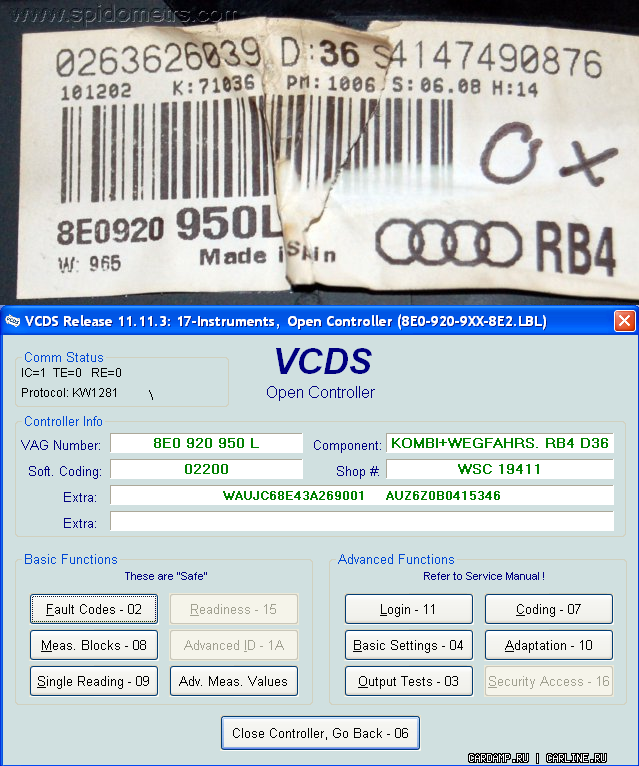 www.spidometrs.com
0263626039 D:36 S4147490876
101202 K:71036 PM:1006 S:06.08 H:14
0x
8E0920 950L
RB4
W: 965 Made in
VCDS Release 11.11.3: 17-Instruments, Open Controller (8E0-920-9XX-8E2.LBL)
Comm Status
IC=1 TE=0 RE=0
Protocol: KW1281 \
VCDS
Open Controller
Controller Info
VAG Number: 8E0 920 950 L Component: KOMBI+WEGFAHRS. RB4 D36
Soft. Coding: 02200 Shop #: WSC 19411
Extra: WAUJC68E43A269001 AUZ6Z0B0415346
Extra:
Basic Functions
These are "Safe"
Fault Codes - 02 Readiness - 15
Meas. Blocks - 08 Advanced ID - 1A
Single Reading - 09 Adv. Meas. Values
Advanced Functions
Refer to Service Manual !
Login - 11 Coding - 07
Basic Settings - 04 Adaptation - 10
Output Tests - 03 Security Access - 16
Close Controller, Go Back - 06
CARDAMP.RU | CARLINE.RU